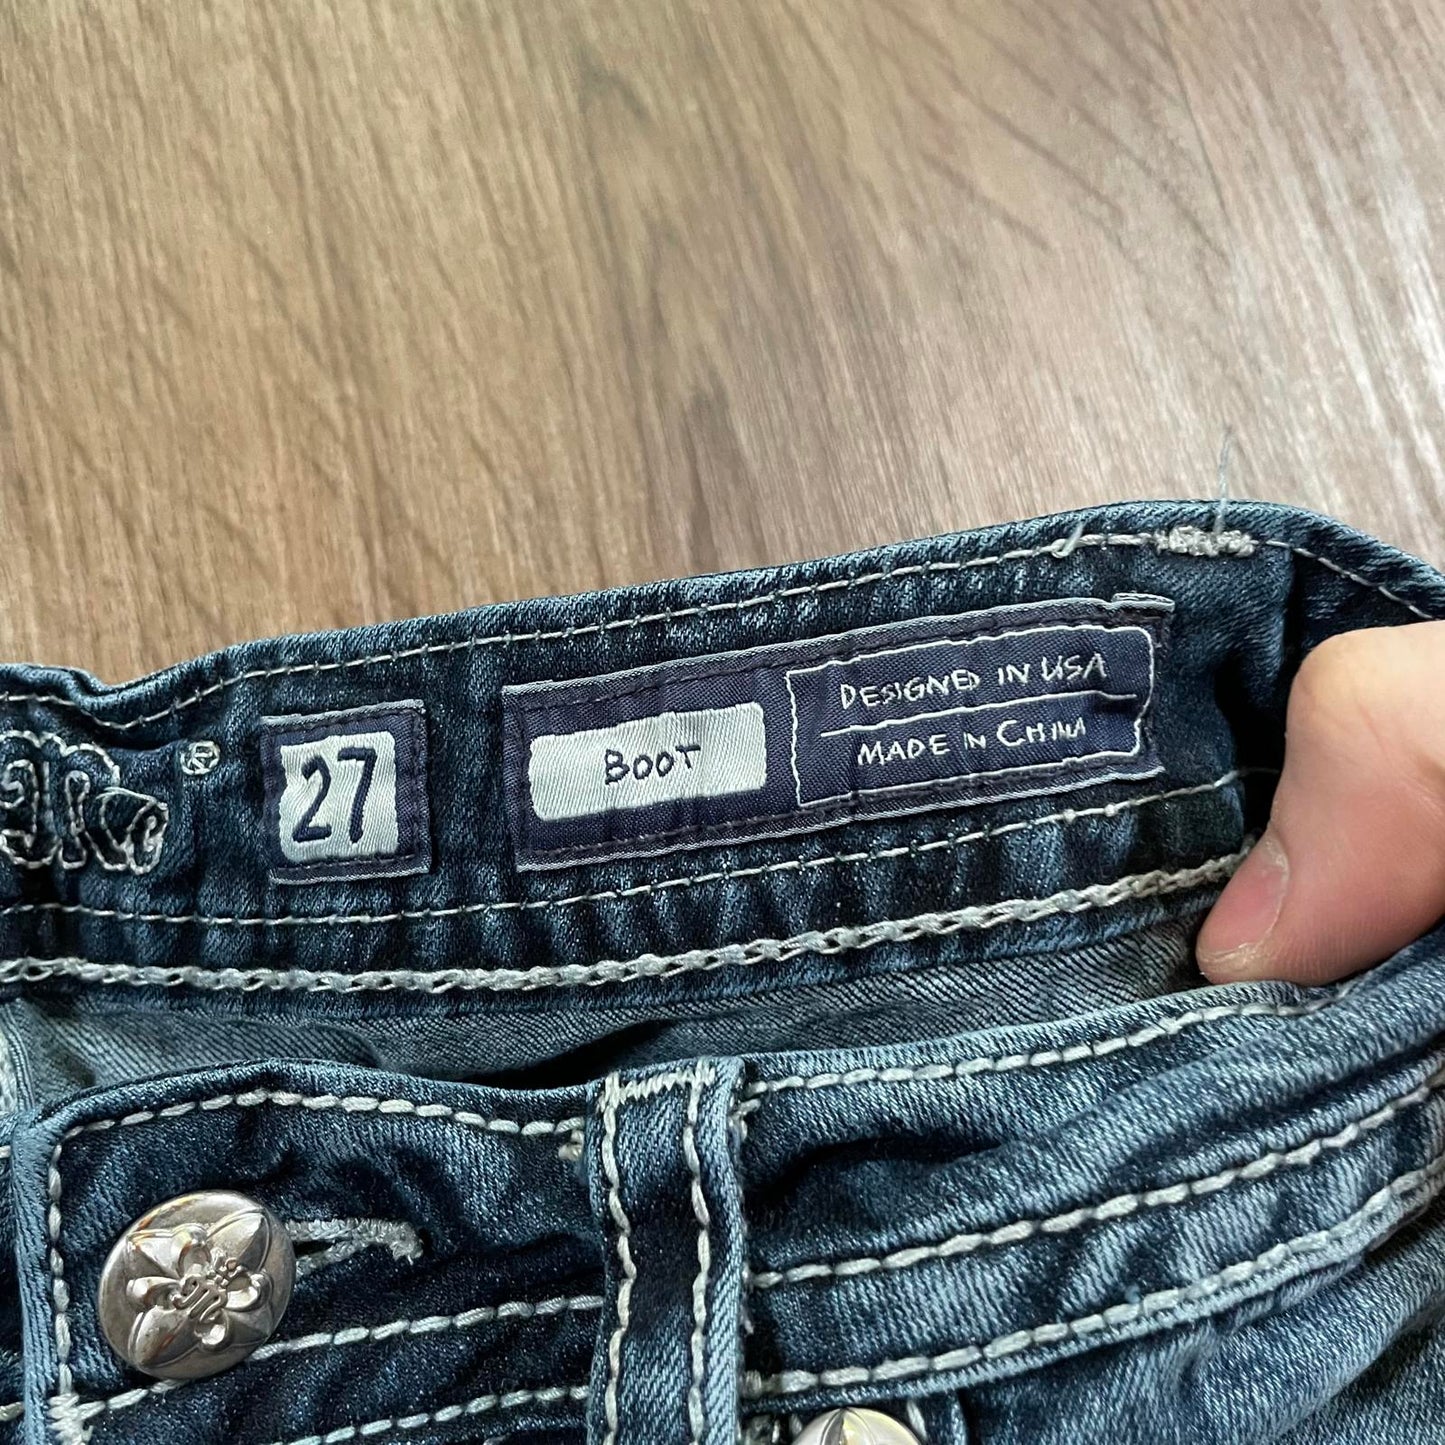 ®
27
BOOT
DESIGNED IN USA
MADE IN CHINA